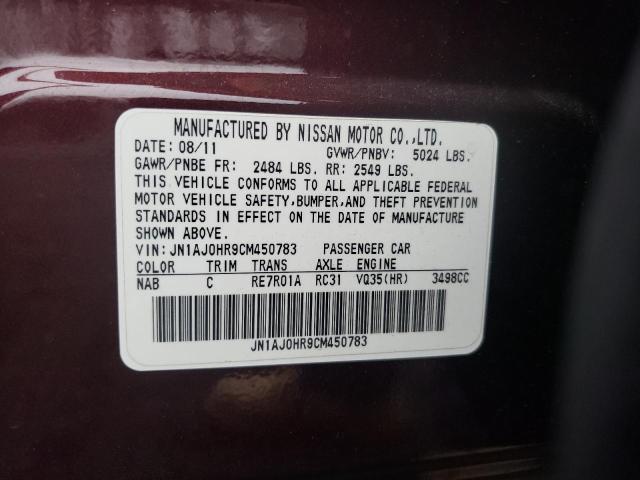 MANUFACTURED BY NISSAN MOTOR CO.,LTD.
DATE: 08/11 GVWR/PNBV: 5024 LBS.
GAWR/PNBE FR: 2484 LBS. RR: 2549 LBS.
THIS VEHICLE CONFORMS TO ALL APPLICABLE FEDERAL
MOTOR VEHICLE SAFETY, BUMPER, AND THEFT PREVENTION
STANDARDS IN EFFECT ON THE DATE OF MANUFACTURE
SHOWN ABOVE.
VIN: JN1AJ0HR9CM450783 PASSENGER CAR
COLOR TRIM TRANS AXLE ENGINE
NAB C RE7R01A RC31 VQ35(HR) 3498CC
JN1AJ0HR9CM450783